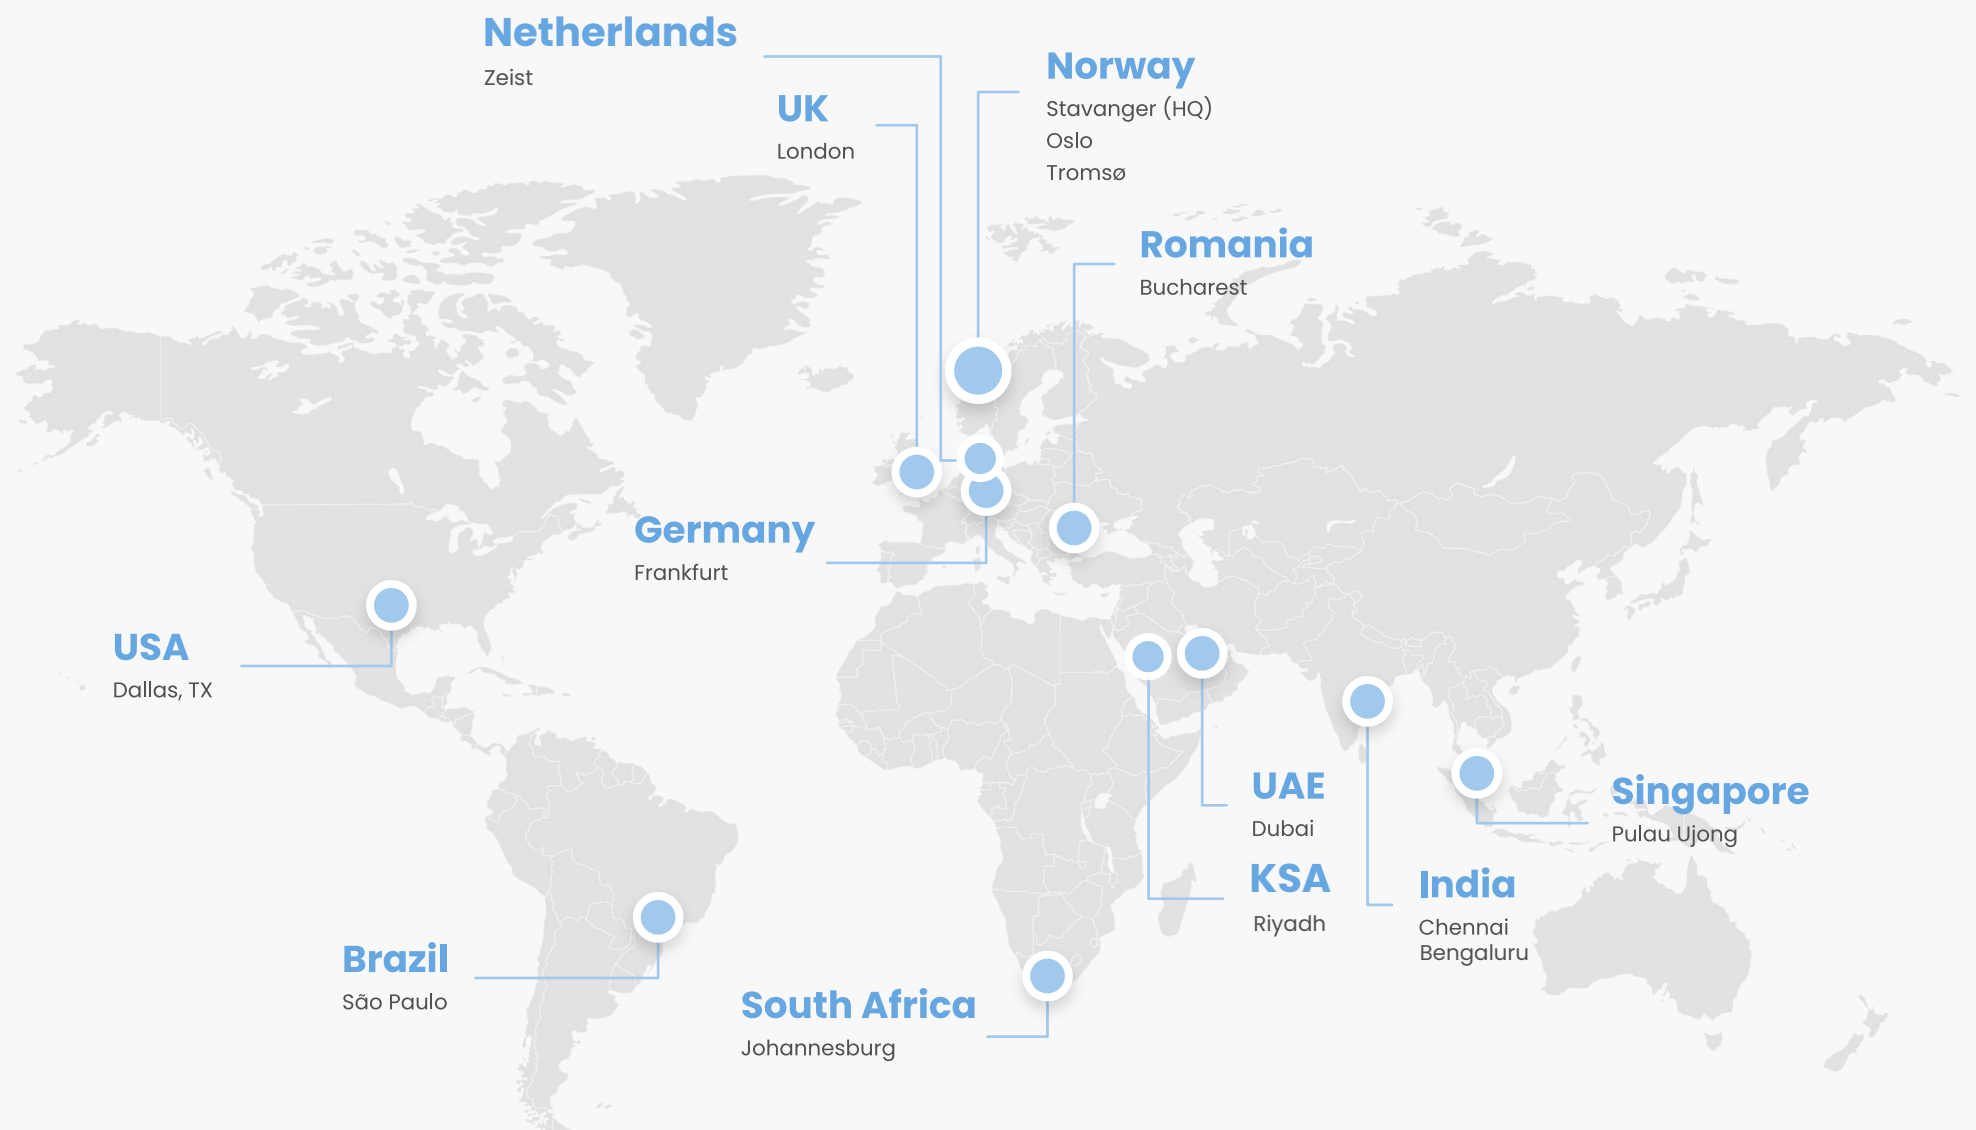 Netherlands
Zeist
UK
London
Norway
Stavanger (HQ)
Oslo
Tromsø
Romania
Bucharest
Germany
Frankfurt
USA
Dallas, TX
UAE
Dubai
Singapore
Pulau Ujong
KSA
Riyadh
India
Chennai
Bengaluru
Brazil
São Paulo
South Africa
Johannesburg